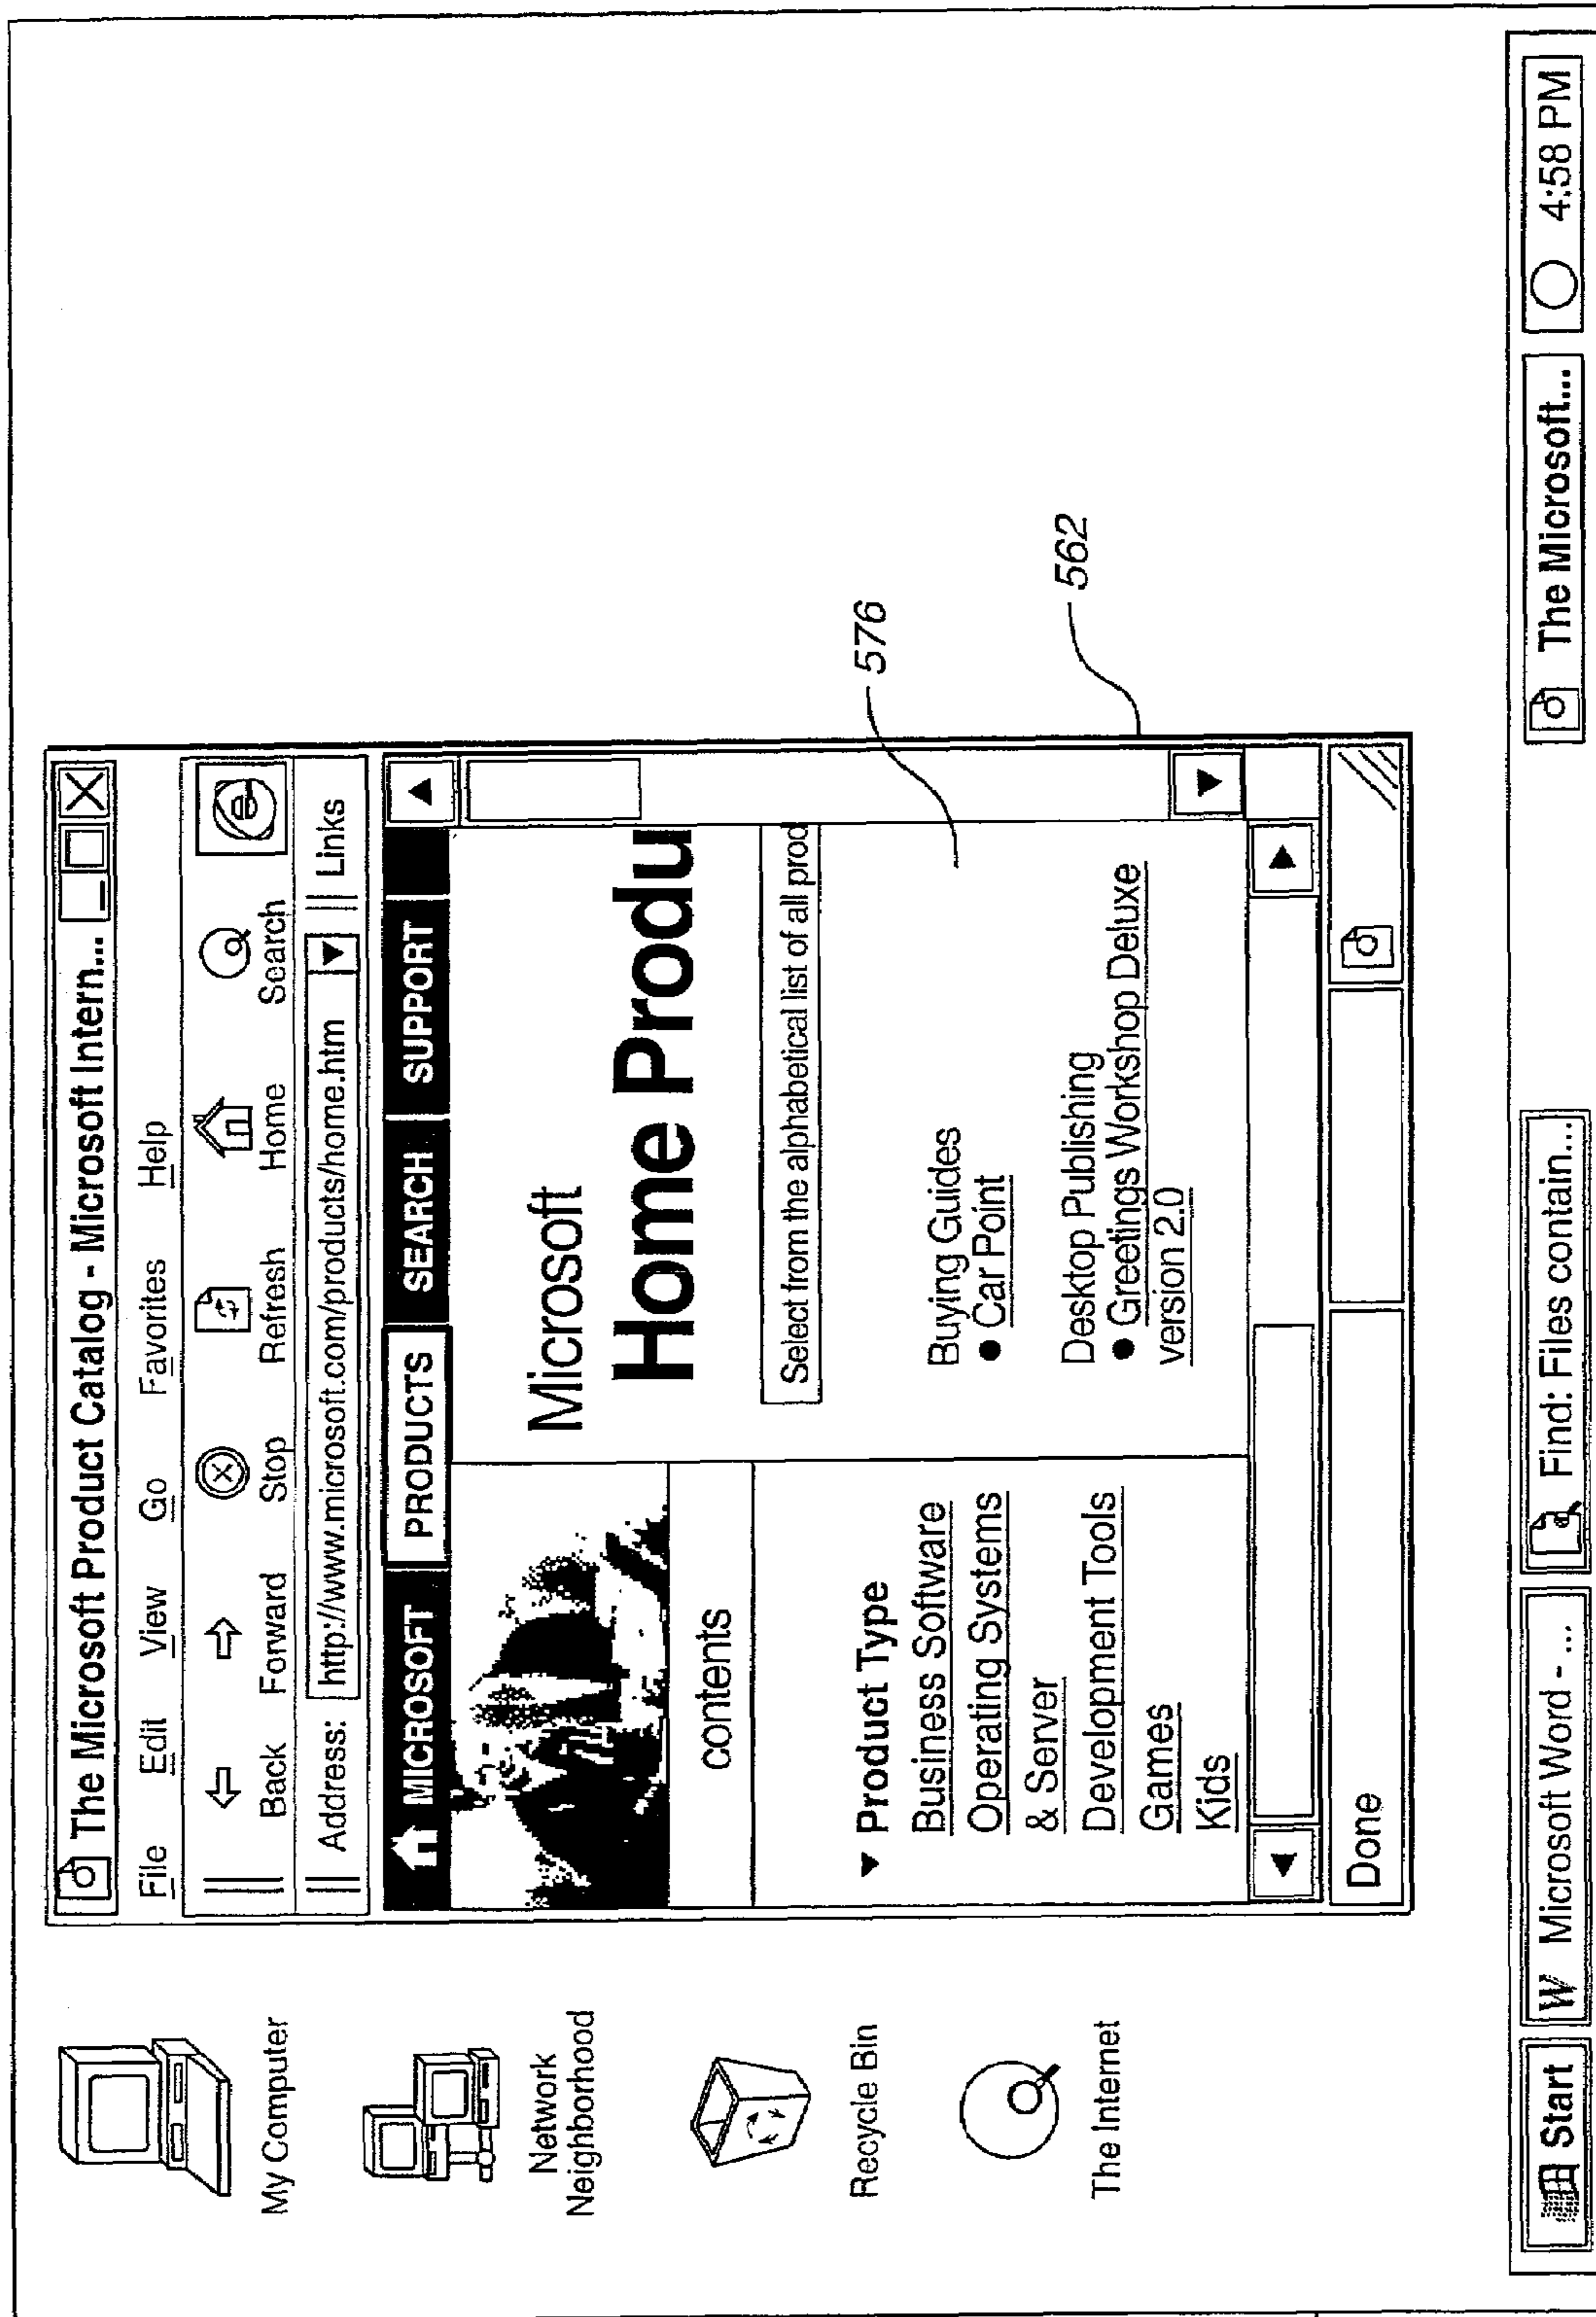 The Microsoft Product Catalog - Microsoft Intern...
File Edit View Go Favorites Help
Back Forward Stop Refresh Home Search
Address: http://www.microsoft.com/products/home.htm Links
MICROSOFT PRODUCTS SEARCH SUPPORT
contents
▼ Product Type
Business Software
Operating Systems
& Server
Development Tools
Games
Kids
Microsoft
Home Produ
Select from the alphabetical list of all prod
Buying Guides
● Car Point
Desktop Publishing
● Greetings Workshop Deluxe
version 2.0
Done
576
562
My Computer
Network
Neighborhood
Recycle Bin
The Internet
Start
W Microsoft Word - ...
Find: Files contain...
The Microsoft...
4:58 PM